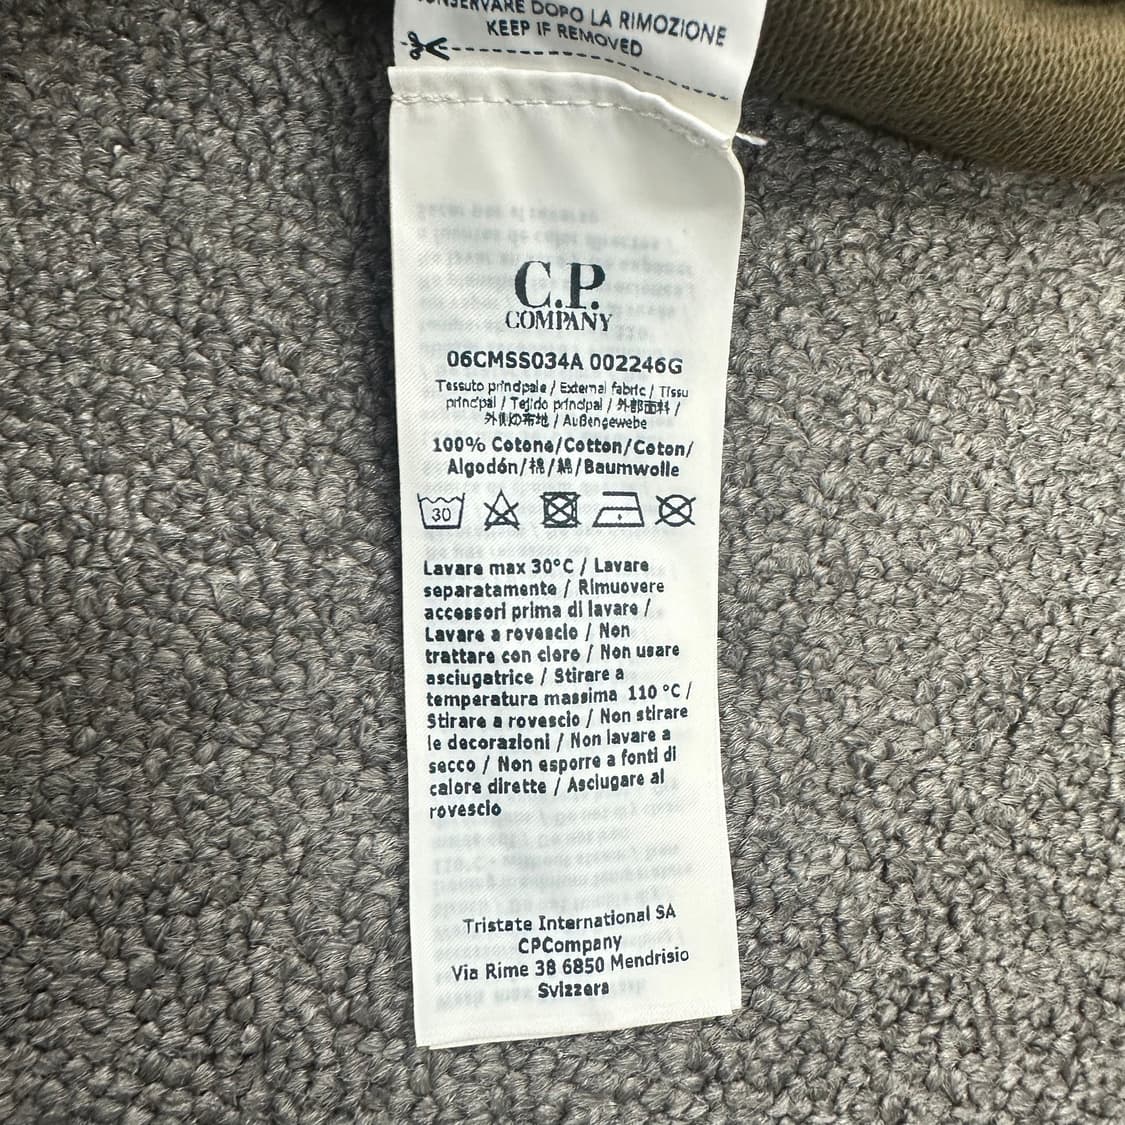 CONSERVARE DOPO LA RIMOZIONE
KEEP IF REMOVED
C.P.
COMPANY
06CMSS034A 002246G
Tessuto principale / External fabric / Tissu
principal / Tejido principal / 外部面料 /
外側の布地 / Außengewebe
100% Cotone/Cotton/Coton/
Algodón/棉/綿/Baumwolle
30
Lavare max 30°C / Lavare
separatamente / Rimuovere
accessori prima di lavare /
Lavare a rovescio / Non
trattare con cloro / Non usare
asciugatrice / Stirare a
temperatura massima 110 °C /
Stirare a rovescio / Non stirare
le decorazioni / Non lavare a
secco / Non esporre a fonti di
calore dirette / Asciugare al
rovescio
Tristate International SA
CPCompany
Via Rime 38 6850 Mendrisio
Svizzera